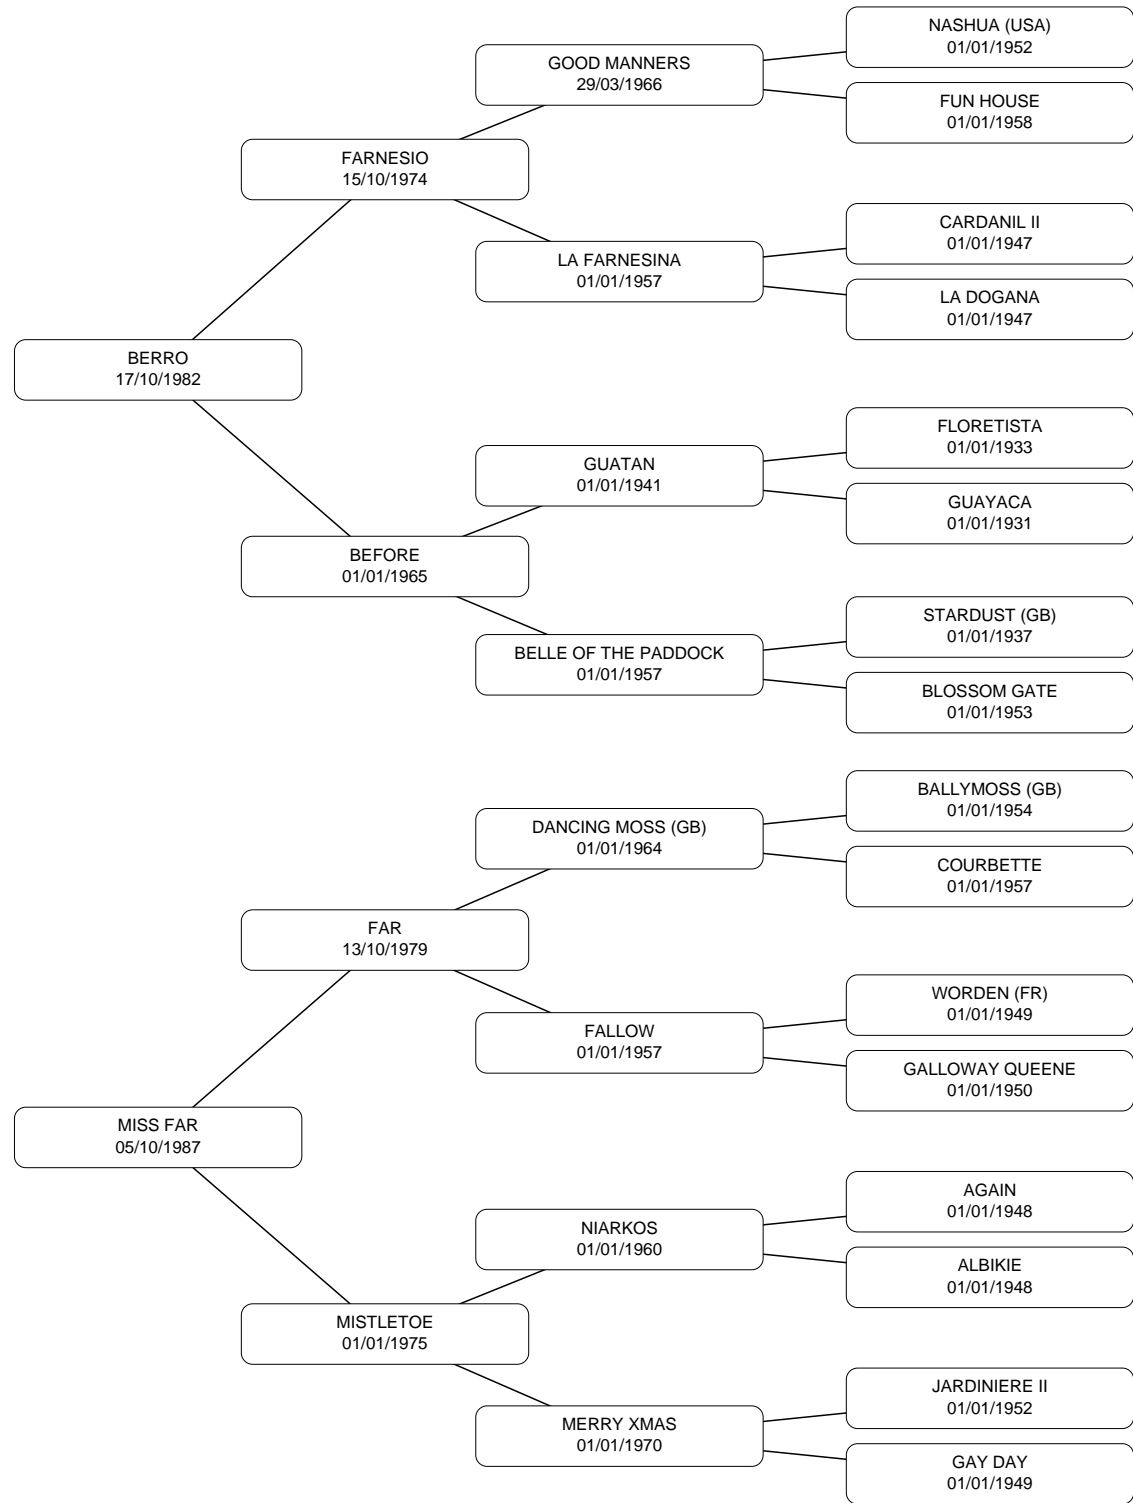 NASHUA (USA)
01/01/1952
GOOD MANNERS
29/03/1966
FUN HOUSE
01/01/1958
FARNESIO
15/10/1974
CARDANIL II
01/01/1947
LA FARNESINA
01/01/1957
LA DOGANA
01/01/1947
BERRO
17/10/1982
FLORETISTA
01/01/1933
GUATAN
01/01/1941
GUAYACA
01/01/1931
BEFORE
01/01/1965
STARDUST (GB)
01/01/1937
BELLE OF THE PADDOCK
01/01/1957
BLOSSOM GATE
01/01/1953
BALLYMOSS (GB)
01/01/1954
DANCING MOSS (GB)
01/01/1964
COURBETTE
01/01/1957
FAR
13/10/1979
WORDEN (FR)
01/01/1949
FALLOW
01/01/1957
GALLOWAY QUEENE
01/01/1950
MISS FAR
05/10/1987
AGAIN
01/01/1948
NIARKOS
01/01/1960
ALBIKIE
01/01/1948
MISTLETOE
01/01/1975
JARDINIERE II
01/01/1952
MERRY XMAS
01/01/1970
GAY DAY
01/01/1949